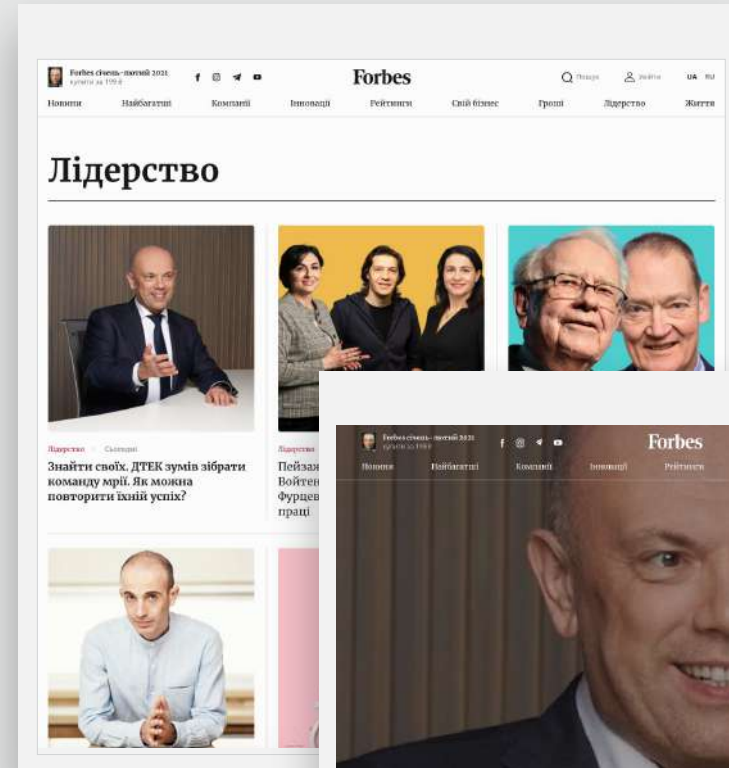 Forbes січень-лютий 2021
купити за 199 ₴
Forbes
Пошук
Увійти
UA RU
Новини Найбагатші Компанії Інновації Рейтинги Свій бізнес Гроші Лідерство Життя
Лідерство
Лідерство Сьогодні
Знайти своїх. ДТЕК зумів зібрати
команду мрії. Як можна
повторити їхній успіх?
Лідерство
Пейзаж
Войтен
Фурцев
праці
Forbes січень-лютий 2021
купити за 199 ₴
Forbes
Новини Найбагатші Компанії Інновації Рейтинги